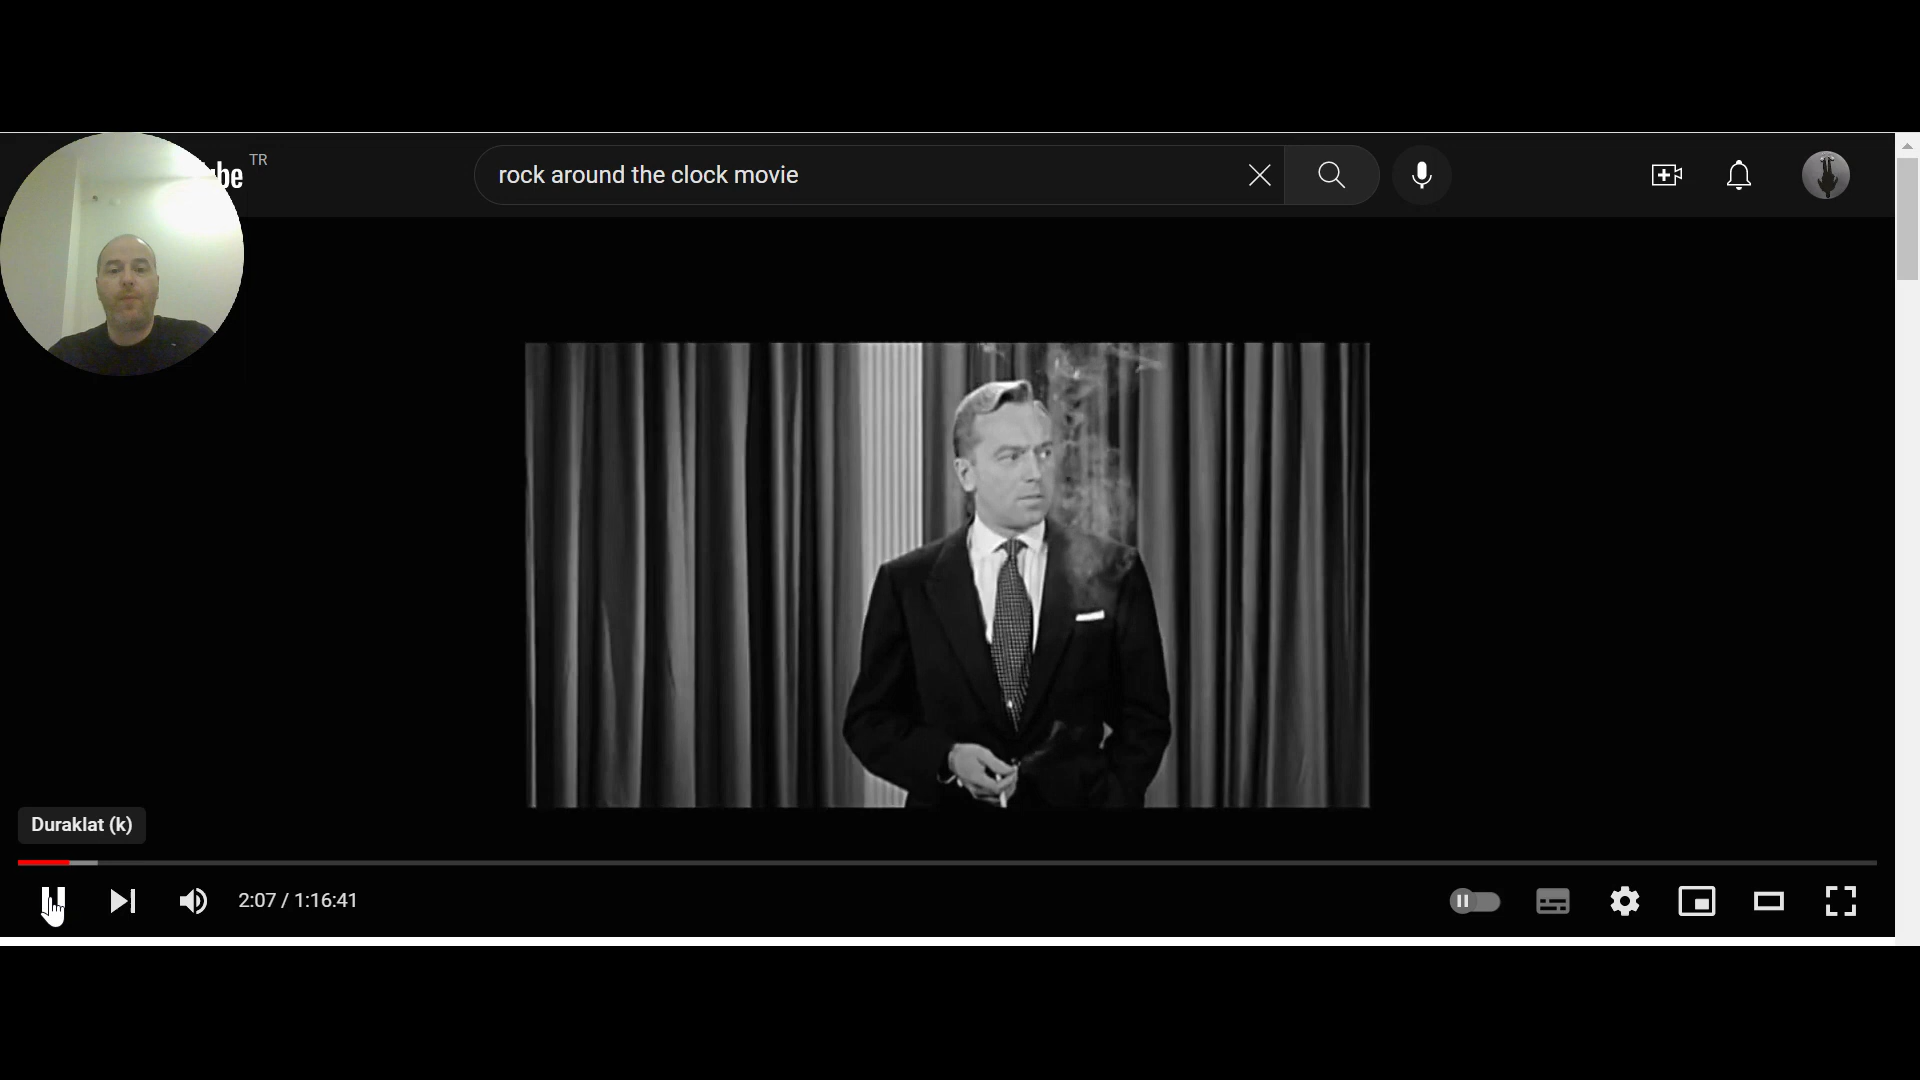 be TR
rock around the clock movie
Duraklat (k)
2:07 / 1:16:41